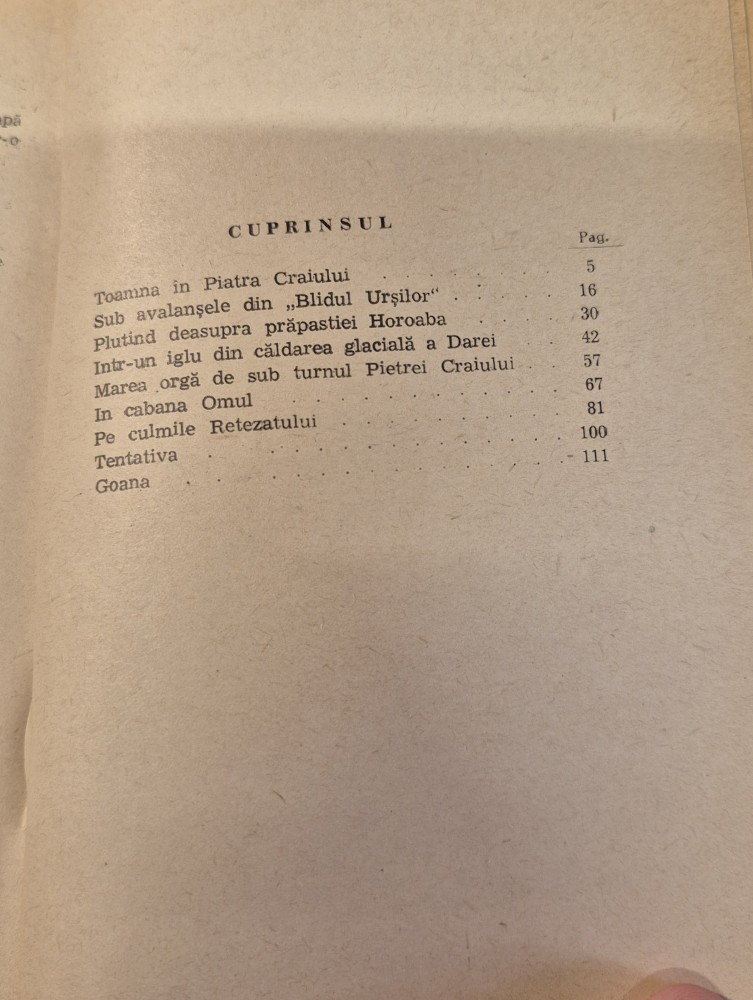 CUPRINSUL
Pag.
Toamna în Piatra Craiului . . . . . . . 5
Sub avalanșele din „Blidul Urșilor“ . . . . . 16
Plutind deasupra prăpastiei Horoaba . . . . 30
Intr-un iglu din căldarea glacială a Darei . . 42
Marea orgă de sub turnul Pietrei Craiului . . 57
In cabana Omul . . . . . . . . . . 67
Pe culmile Retezatului . . . . . . . . 81
Tentativa . . . . . . . . . . . . 100
Goana . . . . . . . . . . . . 111